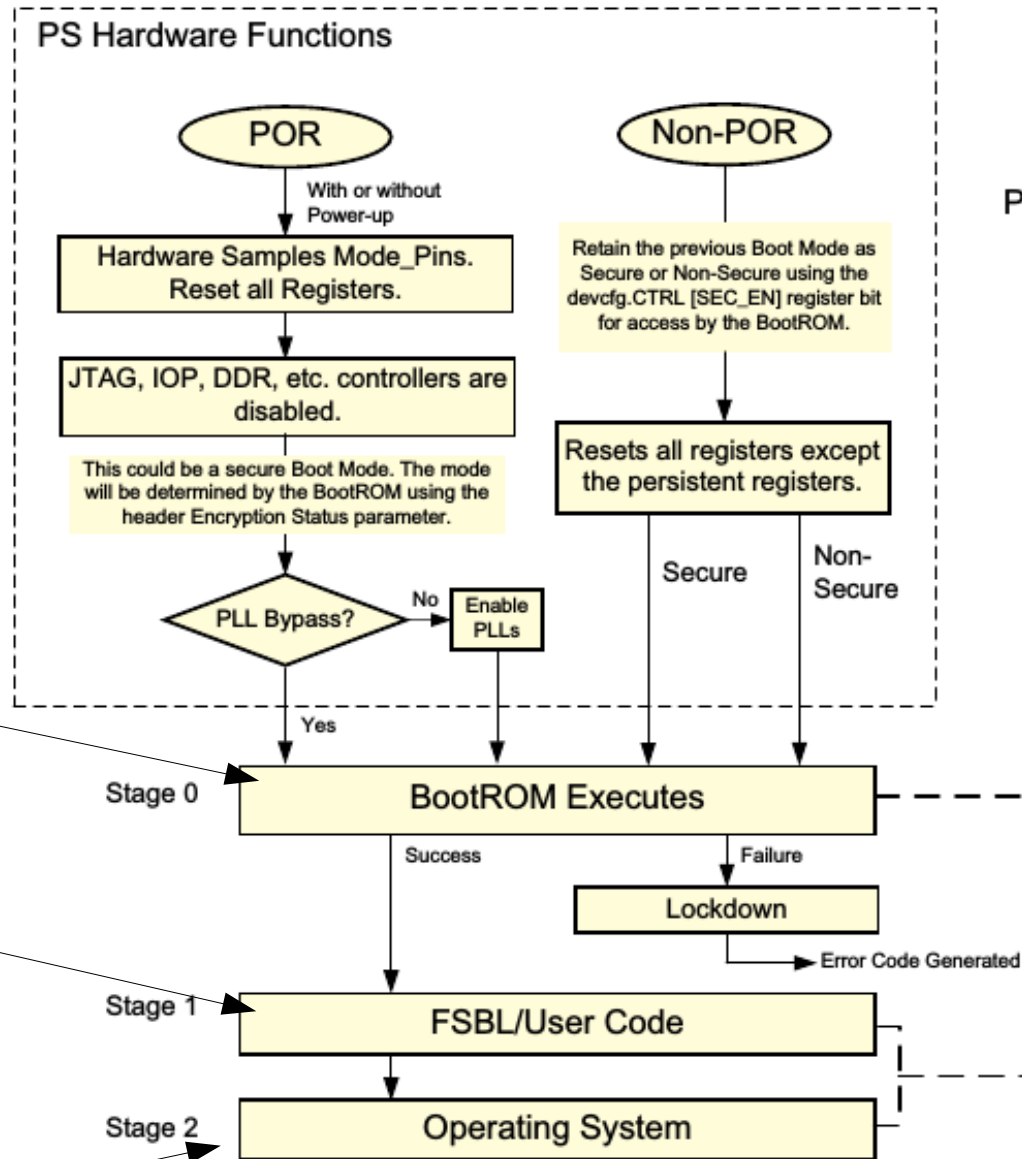 PS Hardware Functions
POR
With or without
Power-up
Hardware Samples Mode_Pins.
Reset all Registers.
JTAG, IOP, DDR, etc. controllers are
disabled.
This could be a secure Boot Mode. The mode
will be determined by the BootROM using the
header Encryption Status parameter.
PLL Bypass?
No
Enable
PLLs
Yes
Non-POR
Retain the previous Boot Mode as
Secure or Non-Secure using the
devcfg.CTRL [SEC_EN] register bit
for access by the BootROM.
Resets all registers except
the persistent registers.
Secure
Non-
Secure
P
Stage 0
BootROM Executes
Success
Failure
Lockdown
Error Code Generated
Stage 1
FSBL/User Code
Stage 2
Operating System